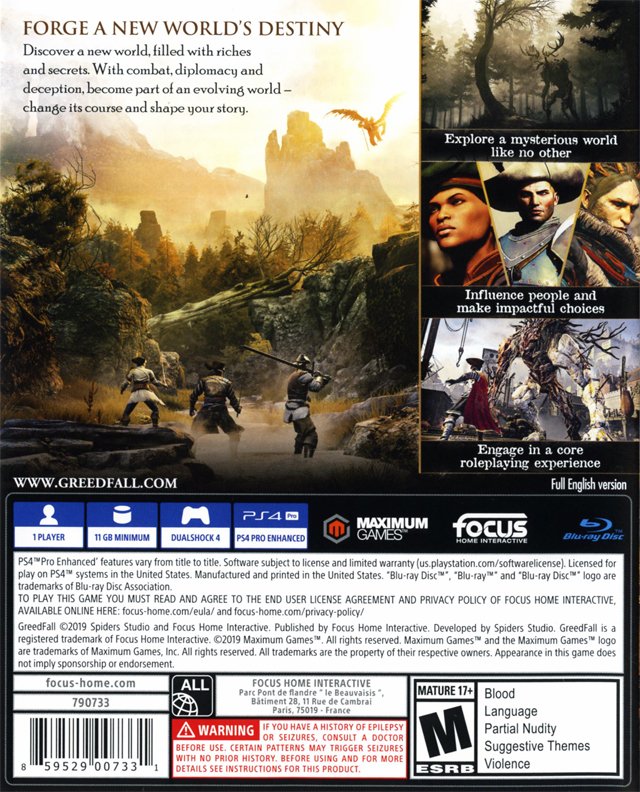 FORGE A NEW WORLD'S DESTINY
Discover a new world, filled with riches
and secrets. With combat, diplomacy and
deception, become part of an evolving world –
change its course and shape your story.
Explore a mysterious world
like no other
Influence people and
make impactful choices
Engage in a core
roleplaying experience
WWW.GREEDFALL.COM
Full English version
1 PLAYER
11 GB MINIMUM
DUALSHOCK 4
PS4 Pro
PS4 PRO ENHANCED
MAXIMUM
GAMES™
FOCUS
HOME INTERACTIVE
Blu-ray Disc™
PS4™Pro Enhanced' features vary from title to title. Software subject to license and limited warranty (us.playstation.com/softwarelicense). Licensed for
play on PS4™ systems in the United States. Manufactured and printed in the United States. "Blu-ray Disc™", "Blu-ray™" and "Blu-ray Disc™" logo are
trademarks of Blu-ray Disc Association.
TO PLAY THIS GAME YOU MUST READ AND AGREE TO THE END USER LICENSE AGREEMENT AND PRIVACY POLICY OF FOCUS HOME INTERACTIVE,
AVAILABLE ONLINE HERE: focus-home.com/eula/ and focus-home.com/privacy-policy/
GreedFall ©2019 Spiders Studio and Focus Home Interactive. Published by Focus Home Interactive. Developed by Spiders Studio. GreedFall is a
registered trademark of Focus Home Interactive. ©2019 Maximum Games™. All rights reserved. Maximum Games™ and the Maximum Games™ logo
are trademarks of Maximum Games, Inc. All rights reserved. All trademarks are the property of their respective owners. Appearance in this game does
not imply sponsorship or endorsement.
focus-home.com
790733
8 59529 00733 1
ALL
FOCUS HOME INTERACTIVE
Parc Pont de flandre " le Beauvaisis ",
Bâtiment 28, 11 Rue de Cambrai
Paris, 75019 - France
WARNING IF YOU HAVE A HISTORY OF EPILEPSY
OR SEIZURES, CONSULT A DOCTOR
BEFORE USE. CERTAIN PATTERNS MAY TRIGGER SEIZURES
WITH NO PRIOR HISTORY. BEFORE USING AND FOR MORE
DETAILS SEE INSTRUCTIONS FOR THIS PRODUCT.
MATURE 17+
M
ESRB
Blood
Language
Partial Nudity
Suggestive Themes
Violence